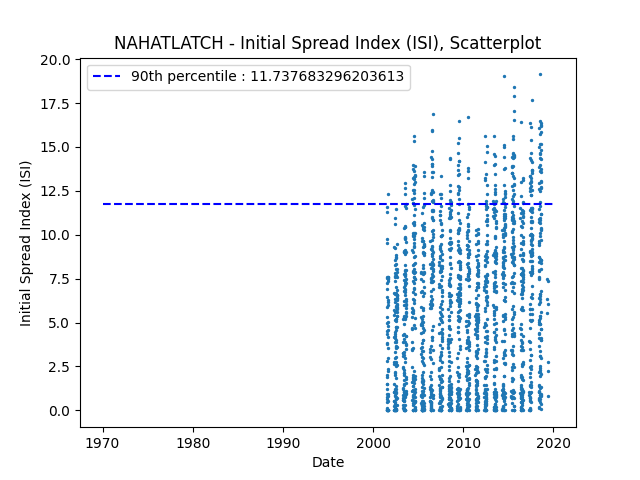 NAHATLATCH - Initial Spread Index (ISI), Scatterplot
90th percentile : 11.737683296203613
Initial Spread Index (ISI)
20.0
17.5
15.0
12.5
10.0
7.5
5.0
2.5
0.0
1970 1980 1990 2000 2010 2020
Date